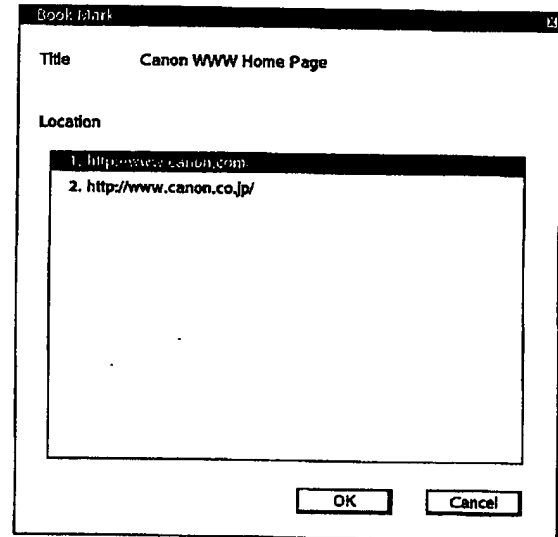 Book Mark
Title Canon WWW Home Page
Location
1. http://www.canon.com
2. http://www.canon.co.jp/
OK Cancel